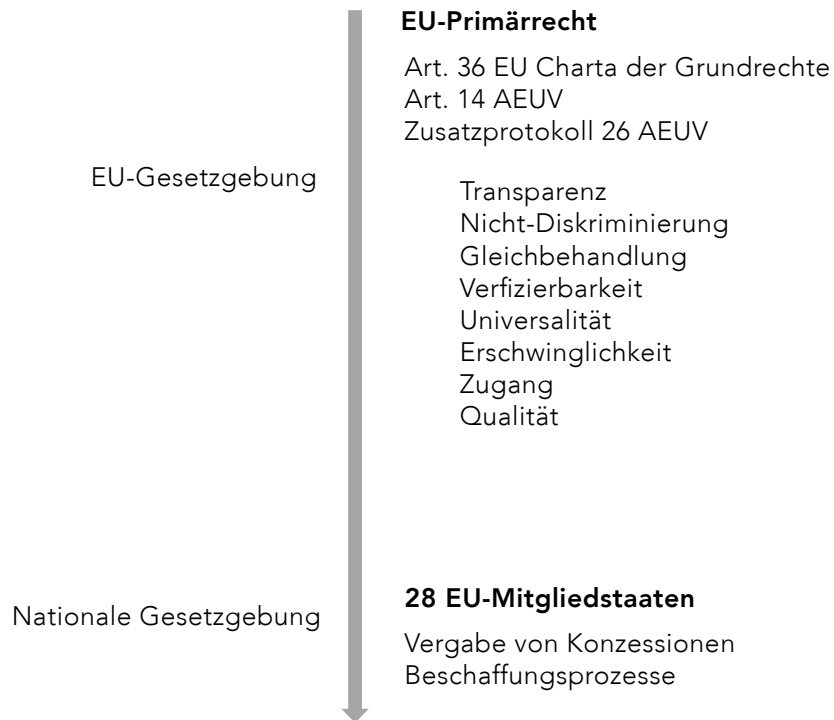 EU-Primärrecht
Art. 36 EU Charta der Grundrechte
Art. 14 AEUV
Zusatzprotokoll 26 AEUV
EU-Gesetzgebung
Transparenz
Nicht-Diskriminierung
Gleichbehandlung
Verfizierbarkeit
Universalität
Erschwinglichkeit
Zugang
Qualität
Nationale Gesetzgebung
28 EU-Mitgliedstaaten
Vergabe von Konzessionen
Beschaffungsprozesse